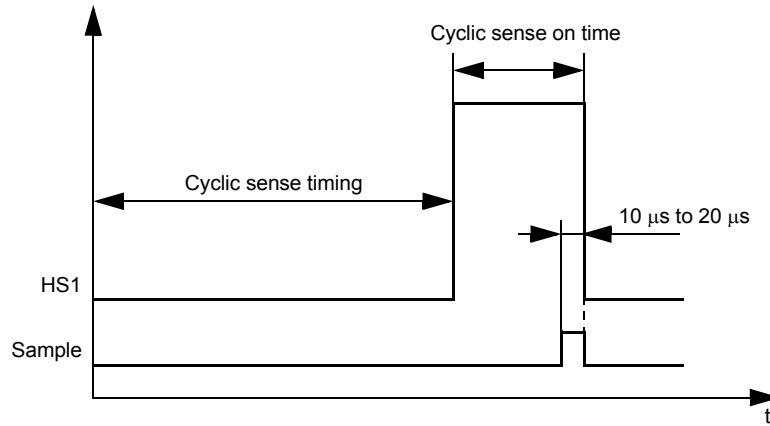 Cyclic sense on time
Cyclic sense timing
10 μs to 20 μs
HS1
Sample
t